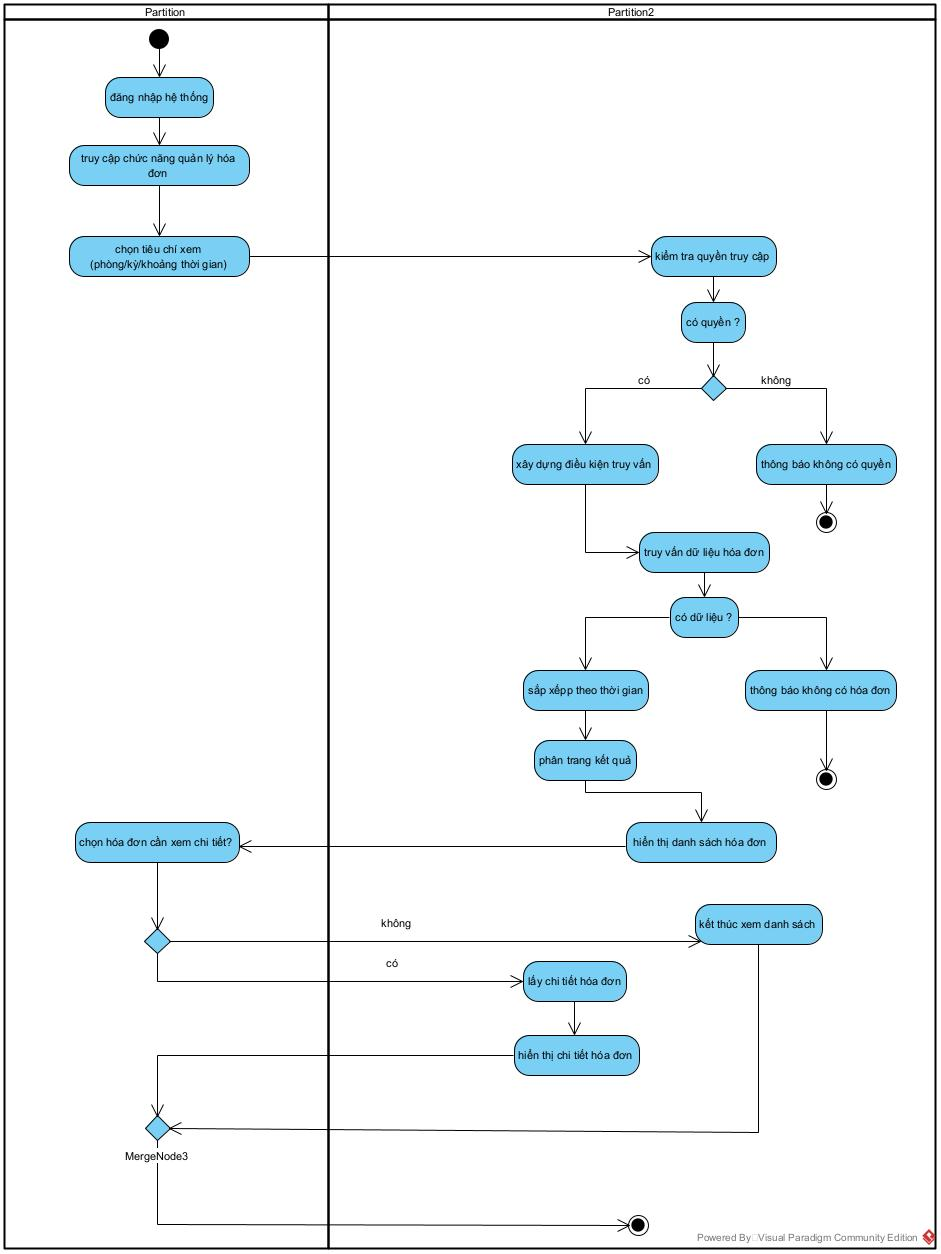 Partition
Partition2
đăng nhập hệ thống
truy cập chức năng quản lý hóa
đơn
chọn tiêu chí xem
(phòng/kỳ/khoảng thời gian)
kiểm tra quyền truy cập
có quyền ?
có
không
xây dựng điều kiện truy vấn
thông báo không có quyền
truy vấn dữ liệu hóa đơn
có dữ liệu ?
sắp xếpp theo thời gian
thông báo không có hóa đơn
phân trang kết quả
chọn hóa đơn cần xem chi tiết?
hiển thị danh sách hóa đơn
không
kết thúc xem danh sách
có
lấy chi tiết hóa đơn
hiển thị chi tiết hóa đơn
MergeNode3
Powered By Visual Paradigm Community Edition